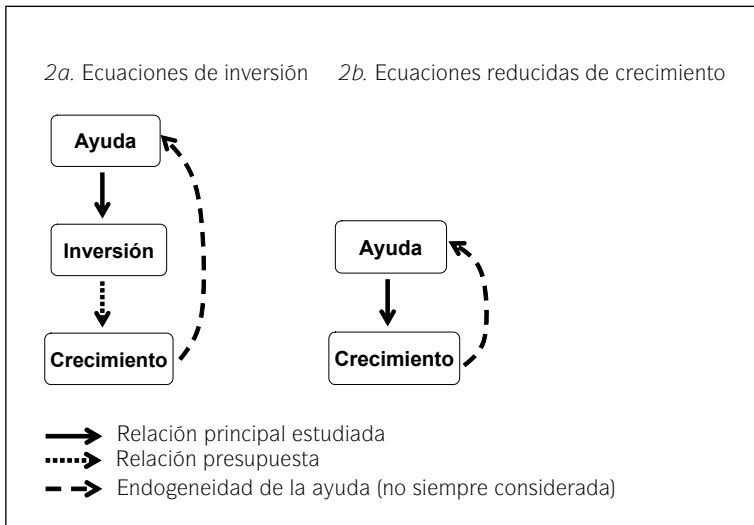 2a. Ecuaciones de inversión
2b. Ecuaciones reducidas de crecimiento
Ayuda
Inversión
Crecimiento
Ayuda
Crecimiento
Relación principal estudiada
Relación presupuesta
Endogeneidad de la ayuda (no siempre considerada)